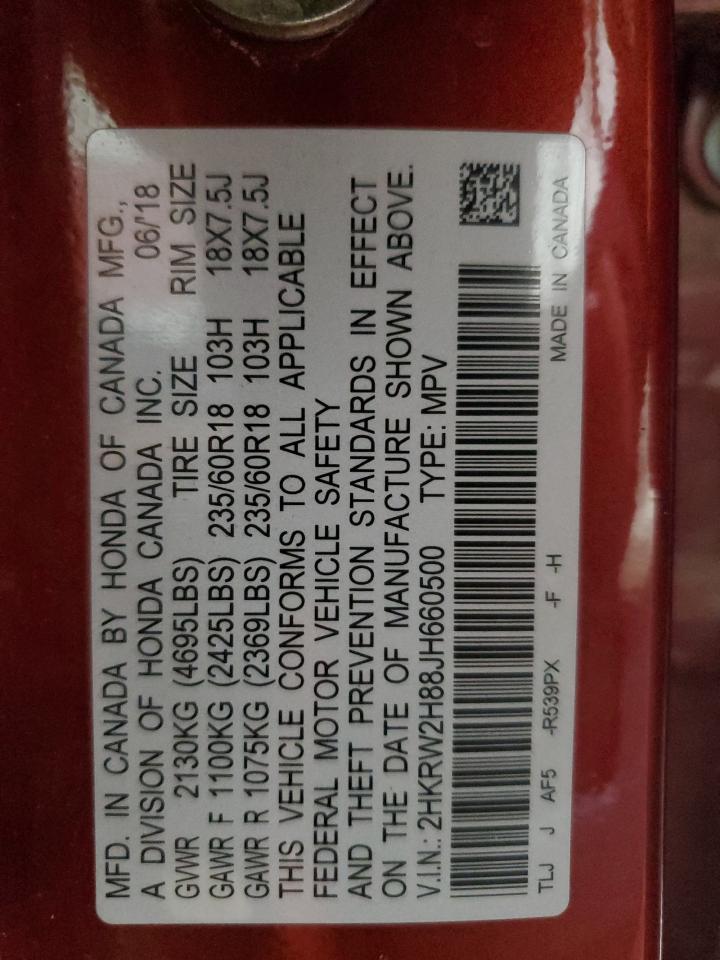 MFD. IN CANADA BY HONDA OF CANADA MFG.,
A DIVISION OF HONDA CANADA INC. 06/'18
GVWR 2130KG (4695LBS) TIRE SIZE RIM SIZE
GAWR F 1100KG (2425LBS) 235/60R18 103H 18X7.5J
GAWR R 1075KG (2369LBS) 235/60R18 103H 18X7.5J
THIS VEHICLE CONFORMS TO ALL APPLICABLE
FEDERAL MOTOR VEHICLE SAFETY
AND THEFT PREVENTION STANDARDS IN EFFECT
ON THE DATE OF MANUFACTURE SHOWN ABOVE.
V.I.N.: 2HKRW2H88JH660500 TYPE: MPV
TLJ J AF5 -R539PX -F -H MADE IN CANADA